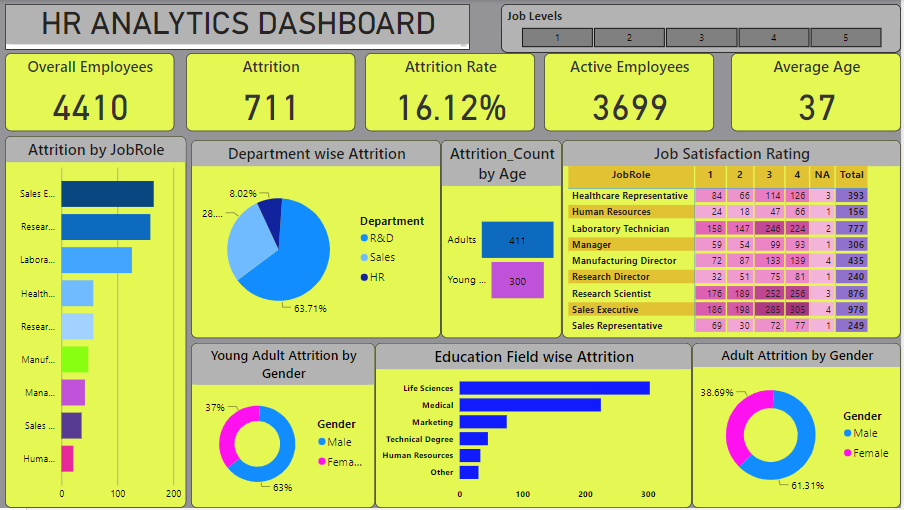 HR ANALYTICS DASHBOARD
Job Levels
1 2 3 4 5
Overall Employees
4410
Attrition
711
Attrition Rate
16.12%
Active Employees
3699
Average Age
37
Attrition by JobRole
Sales E...
Resear...
Labora...
Health...
Resear...
Manuf...
Mana...
Sales ...
Huma...
0 100 200
Department wise Attrition
8.02%
28....
63.71%
Department
R&D
Sales
HR
Attrition_Count
by Age
Adults 411
Young ... 300
Job Satisfaction Rating
JobRole 1 2 3 4 NA Total
Healthcare Representative 84 66 114 126 3 393
Human Resources 24 18 47 66 1 156
Laboratory Technician 158 147 246 224 2 777
Manager 59 54 99 93 1 306
Manufacturing Director 72 87 133 139 4 435
Research Director 32 51 75 81 1 240
Research Scientist 176 189 252 256 3 876
Sales Executive 186 198 285 305 4 978
Sales Representative 69 30 72 77 1 249
Young Adult Attrition by
Gender
37%
63%
Gender
Male
Fema...
Education Field wise Attrition
Life Sciences
Medical
Marketing
Technical Degree
Human Resources
Other
0 100 200 300
Adult Attrition by Gender
38.69%
61.31%
Gender
Male
Female